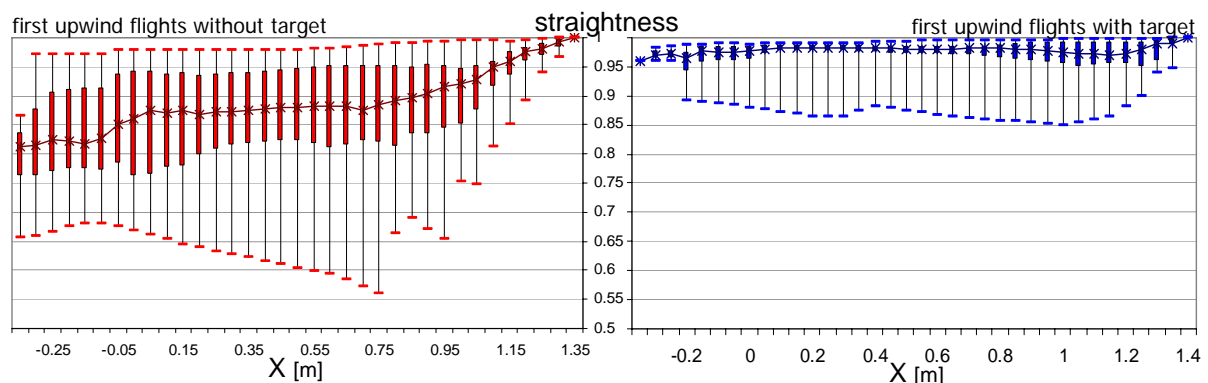 first upwind flights without target
straightness
first upwind flights with target
0.95
0.9
0.85
0.8
0.75
0.7
0.65
0.6
0.55
0.5
-0.25 -0.05 0.15 0.35 0.55 0.75 0.95 1.15 1.35
X [m]
-0.2 0 0.2 0.4 0.6 0.8 1 1.2 1.4
X [m]